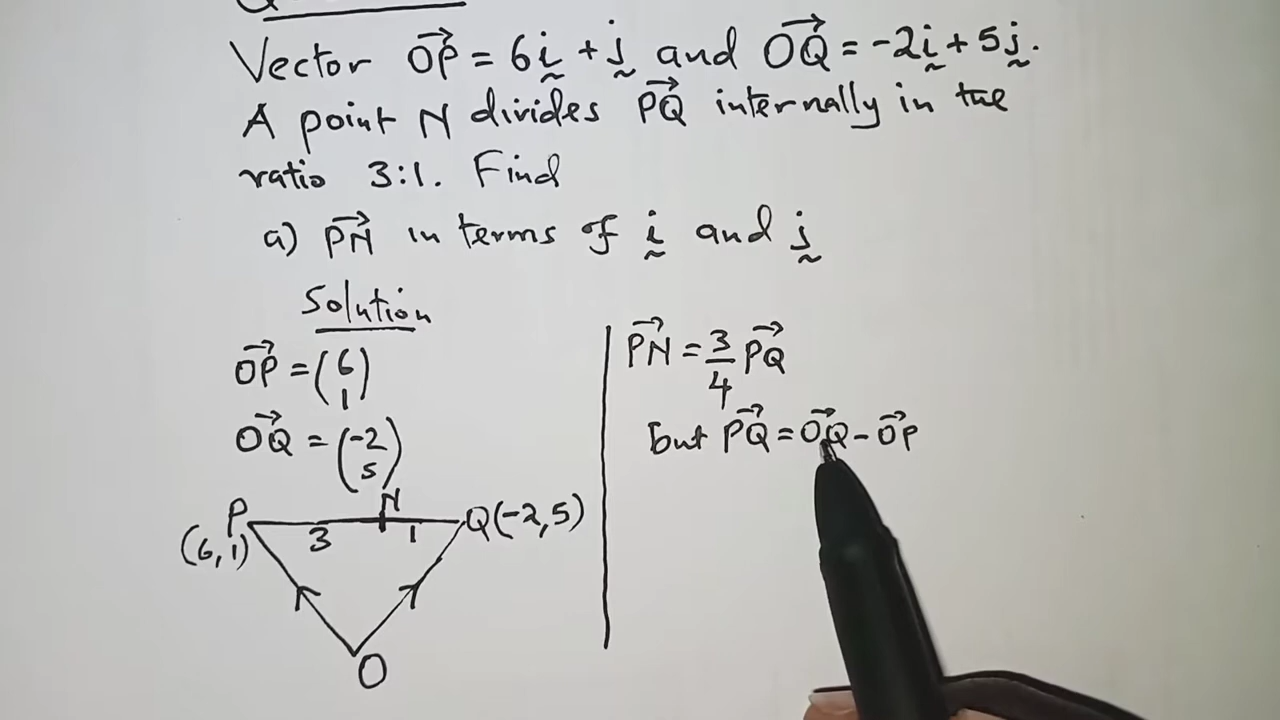 Vector OP→ = 6i + j and OQ→ = -2i + 5j.
A point N divides PQ→ internally in the
ratio 3:1. Find
a) PN→ in terms of i and j
Solution
OP→ = (6
1)
OQ→ = (-2
5)
P
N
Q(-2,5)
(6,1)
3
1
O
PN→ = 3/4 PQ→
but PQ→ = OQ→ - OP→